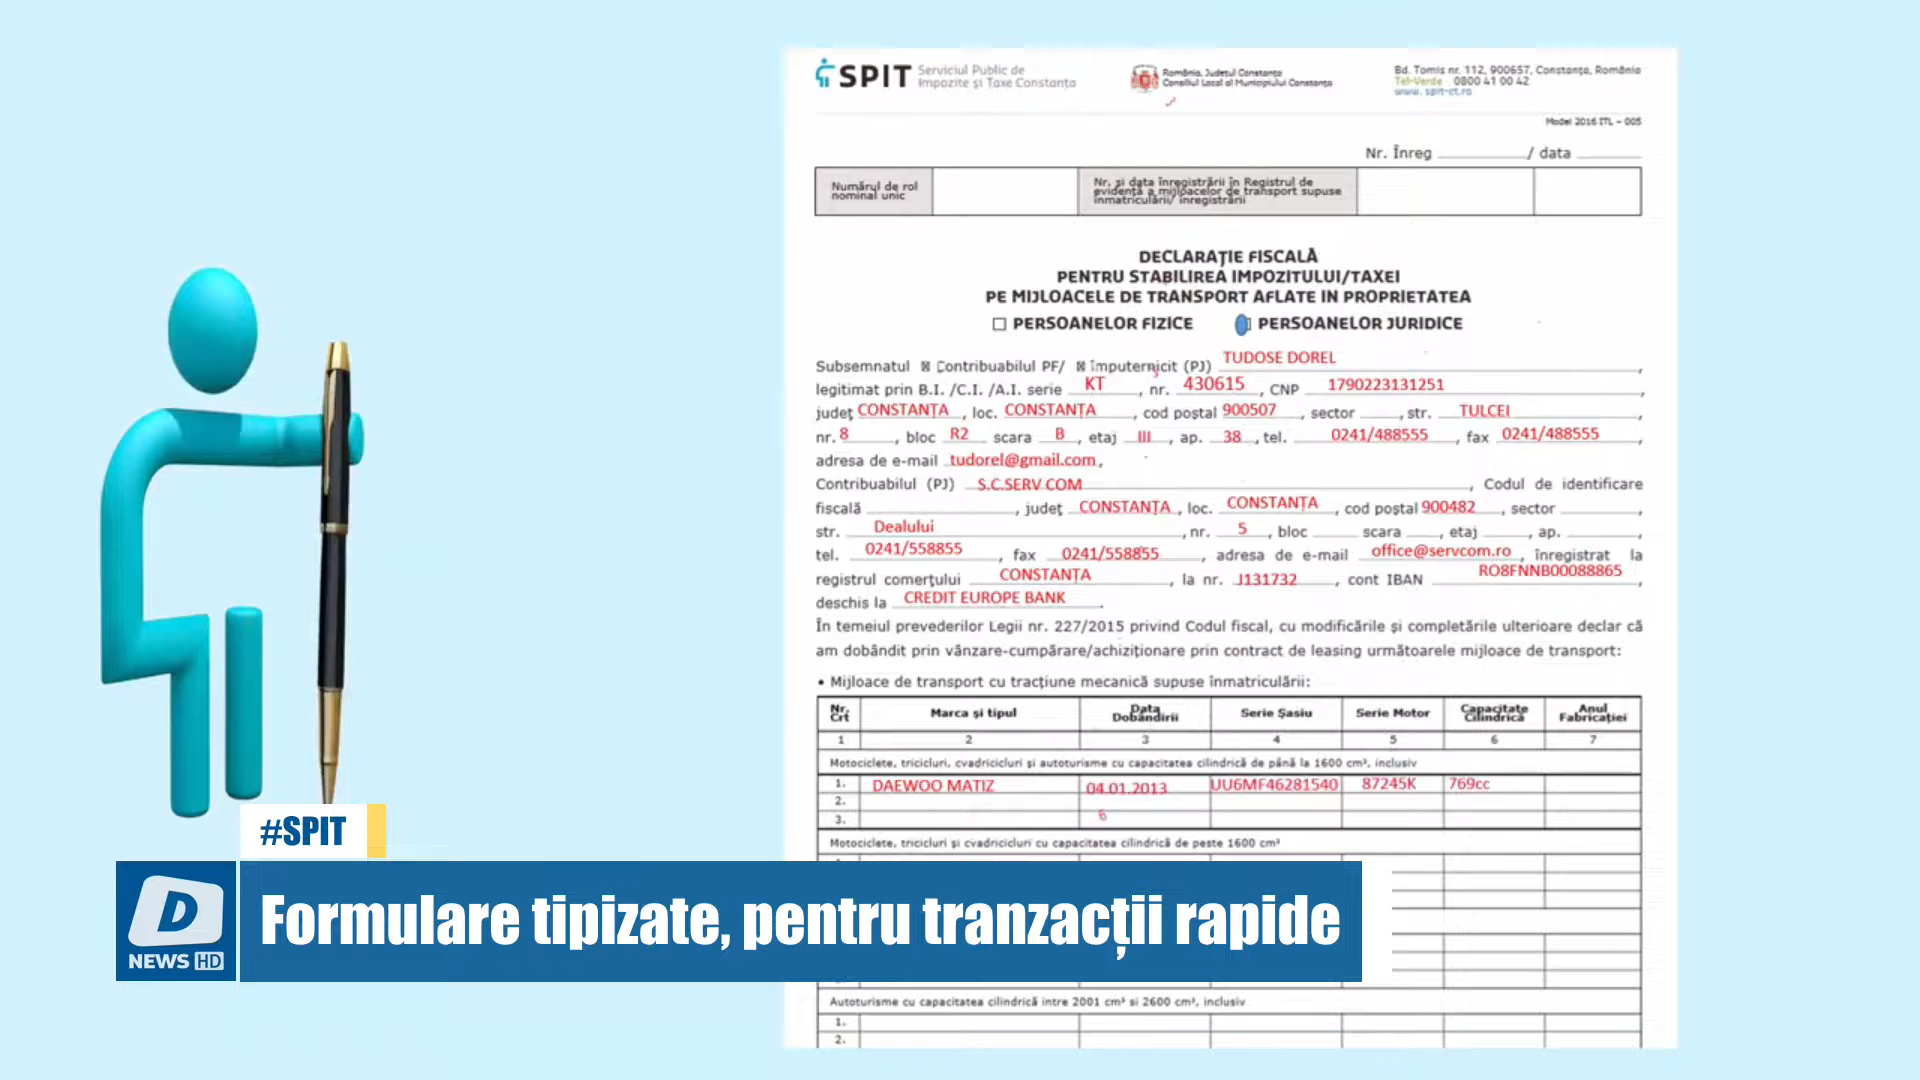 SPIT Serviciul Public de
Impozite și Taxe Constanța
România, Județul Constanța
Consiliul Local al Municipiului Constanța
Bd. Tomis nr. 112, 900657, Constanța, România
Tel-Verde 0800 41 00 42
www. spit-ct.ro
Model 2016 ITL – 005
Nr. Înreg / data
Numărul de rol
nominal unic
Nr. și data înregistrării în Registrul de
evidență a mijloacelor de transport supuse
înmatriculării/ înregistrării
DECLARAȚIE FISCALĂ
PENTRU STABILIREA IMPOZITULUI/TAXEI
PE MIJLOACELE DE TRANSPORT AFLATE IN PROPRIETATEA
PERSOANELOR FIZICE PERSOANELOR JURIDICE
Subsemnatul Contribuabilul PF/ împuternicit (PJ) TUDOSE DOREL,
legitimat prin B.I. /C.I. /A.I. serie KT, nr. 430615, CNP 1790223131251,
județ CONSTANȚA, loc. CONSTANȚA, cod poștal 900507, sector, str. TULCEI,
nr. 8, bloc R2 scara B, etaj III, ap. 38, tel. 0241/488555, fax 0241/488555,
adresa de e-mail tudorel@gmail.com,
Contribuabilul (PJ) S.C.SERV COM, Codul de identificare
fiscală, județ CONSTANȚA, loc. CONSTANȚA, cod poștal 900482, sector,
str. Dealului, nr. 5, bloc scara, etaj, ap.,
tel. 0241/558855, fax 0241/558855, adresa de e-mail office@servcom.ro, înregistrat la
registrul comerțului CONSTANȚA, la nr. J131732, cont IBAN RO8FNNB00088865,
deschis la CREDIT EUROPE BANK.
În temeiul prevederilor Legii nr. 227/2015 privind Codul fiscal, cu modificările și completările ulterioare declar că
am dobândit prin vânzare-cumpărare/achiziționare prin contract de leasing următoarele mijloace de transport:
• Mijloace de transport cu tracțiune mecanică supuse înmatriculării:
Nr. Crt Marca și tipul Data Dobândirii Serie Șasiu Serie Motor Capacitate Cilindrică Anul Fabricației
1 2 3 4 5 6 7
Motociclete, tricicluri, cvadricicluri și autoturisme cu capacitatea cilindrică de până la 1600 cm³, inclusiv
1. DAEWOO MATIZ 04.01.2013 UU6MF46281540 87245K 769cc
2.
3. 6
Motociclete, tricicluri și cvadricicluri cu capacitatea cilindrică de peste 1600 cm³
Autoturisme cu capacitatea cilindrică intre 2001 cm³ si 2600 cm³, inclusiv
1.
2.
#SPIT
D NEWS HD
Formulare tipizate, pentru tranzacții rapide